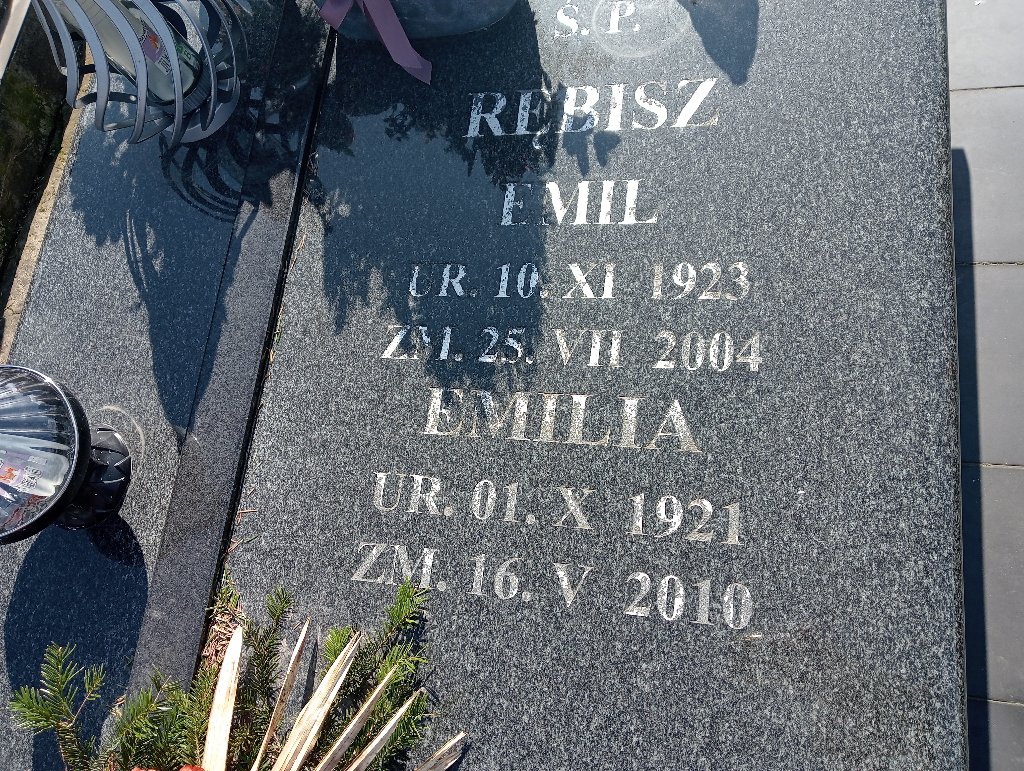 Ś. P.
RĘBISZ
EMIL
UR. 10. XI 1923
ZM. 25. VII 2004
EMILIA
UR. 01. X 1921
ZM. 16. V 2010